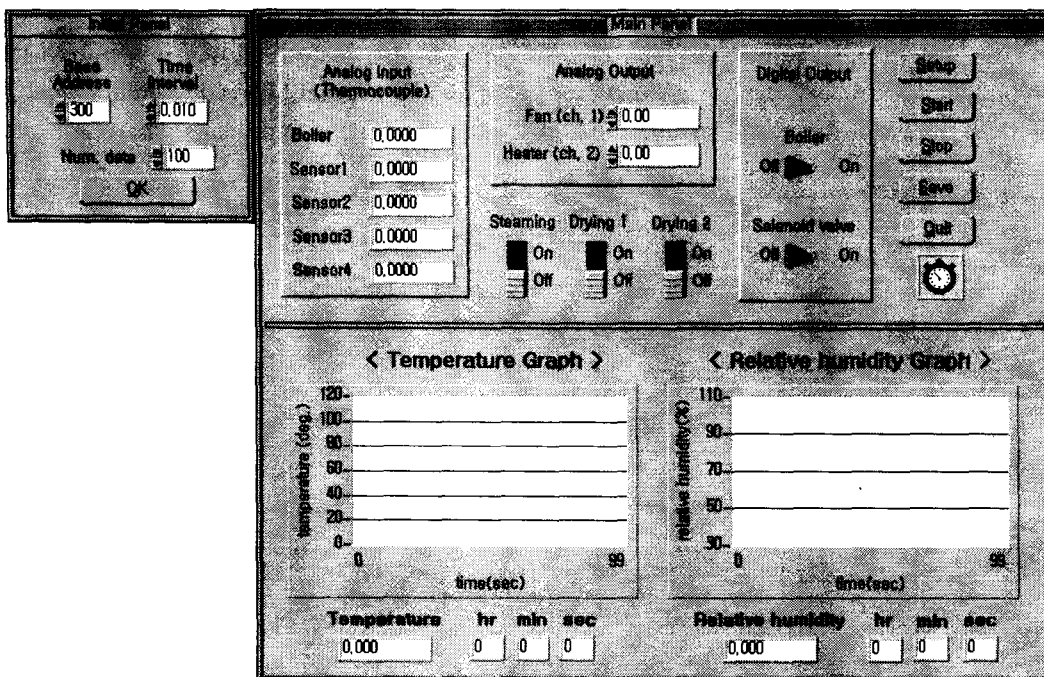 Initial Panel
Base Address
Time Interval
300
0.010
Num. data
100
OK
Main Panel
Analog Input
(Thermocouple)
Boiler 0.0000
Sensor1 0.0000
Sensor2 0.0000
Sensor3 0.0000
Sensor4 0.0000
Analog Output
Fan (ch. 1) 0.00
Heater (ch. 2) 0.00
Steaming Drying 1 Drying 2
On On On
Off Off Off
Digital Output
Boiler
Off On
Solenoid valve
Off On
Setup
Start
Stop
Save
Quit
< Temperature Graph >
temperature (deg.)
120
100
80
60
40
20
0
0 99
time(sec)
Temperature hr min sec
0.000 0 0 0
< Relative humidity Graph >
relative humidity(%)
110
90
70
50
30
0 99
time(sec)
Relative humidity hr min sec
0.000 0 0 0